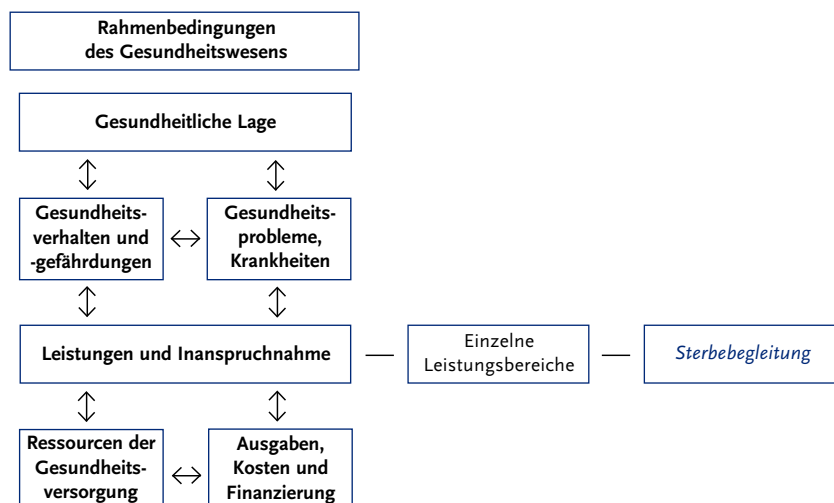 Rahmenbedingungen
des Gesundheitswesens
Gesundheitliche Lage
Gesundheits-
verhalten und
-gefährdungen
Gesundheits-
probleme,
Krankheiten
Leistungen und Inanspruchnahme
Einzelne
Leistungsbereiche
Sterbebegleitung
Ressourcen der
Gesundheits-
versorgung
Ausgaben,
Kosten und
Finanzierung